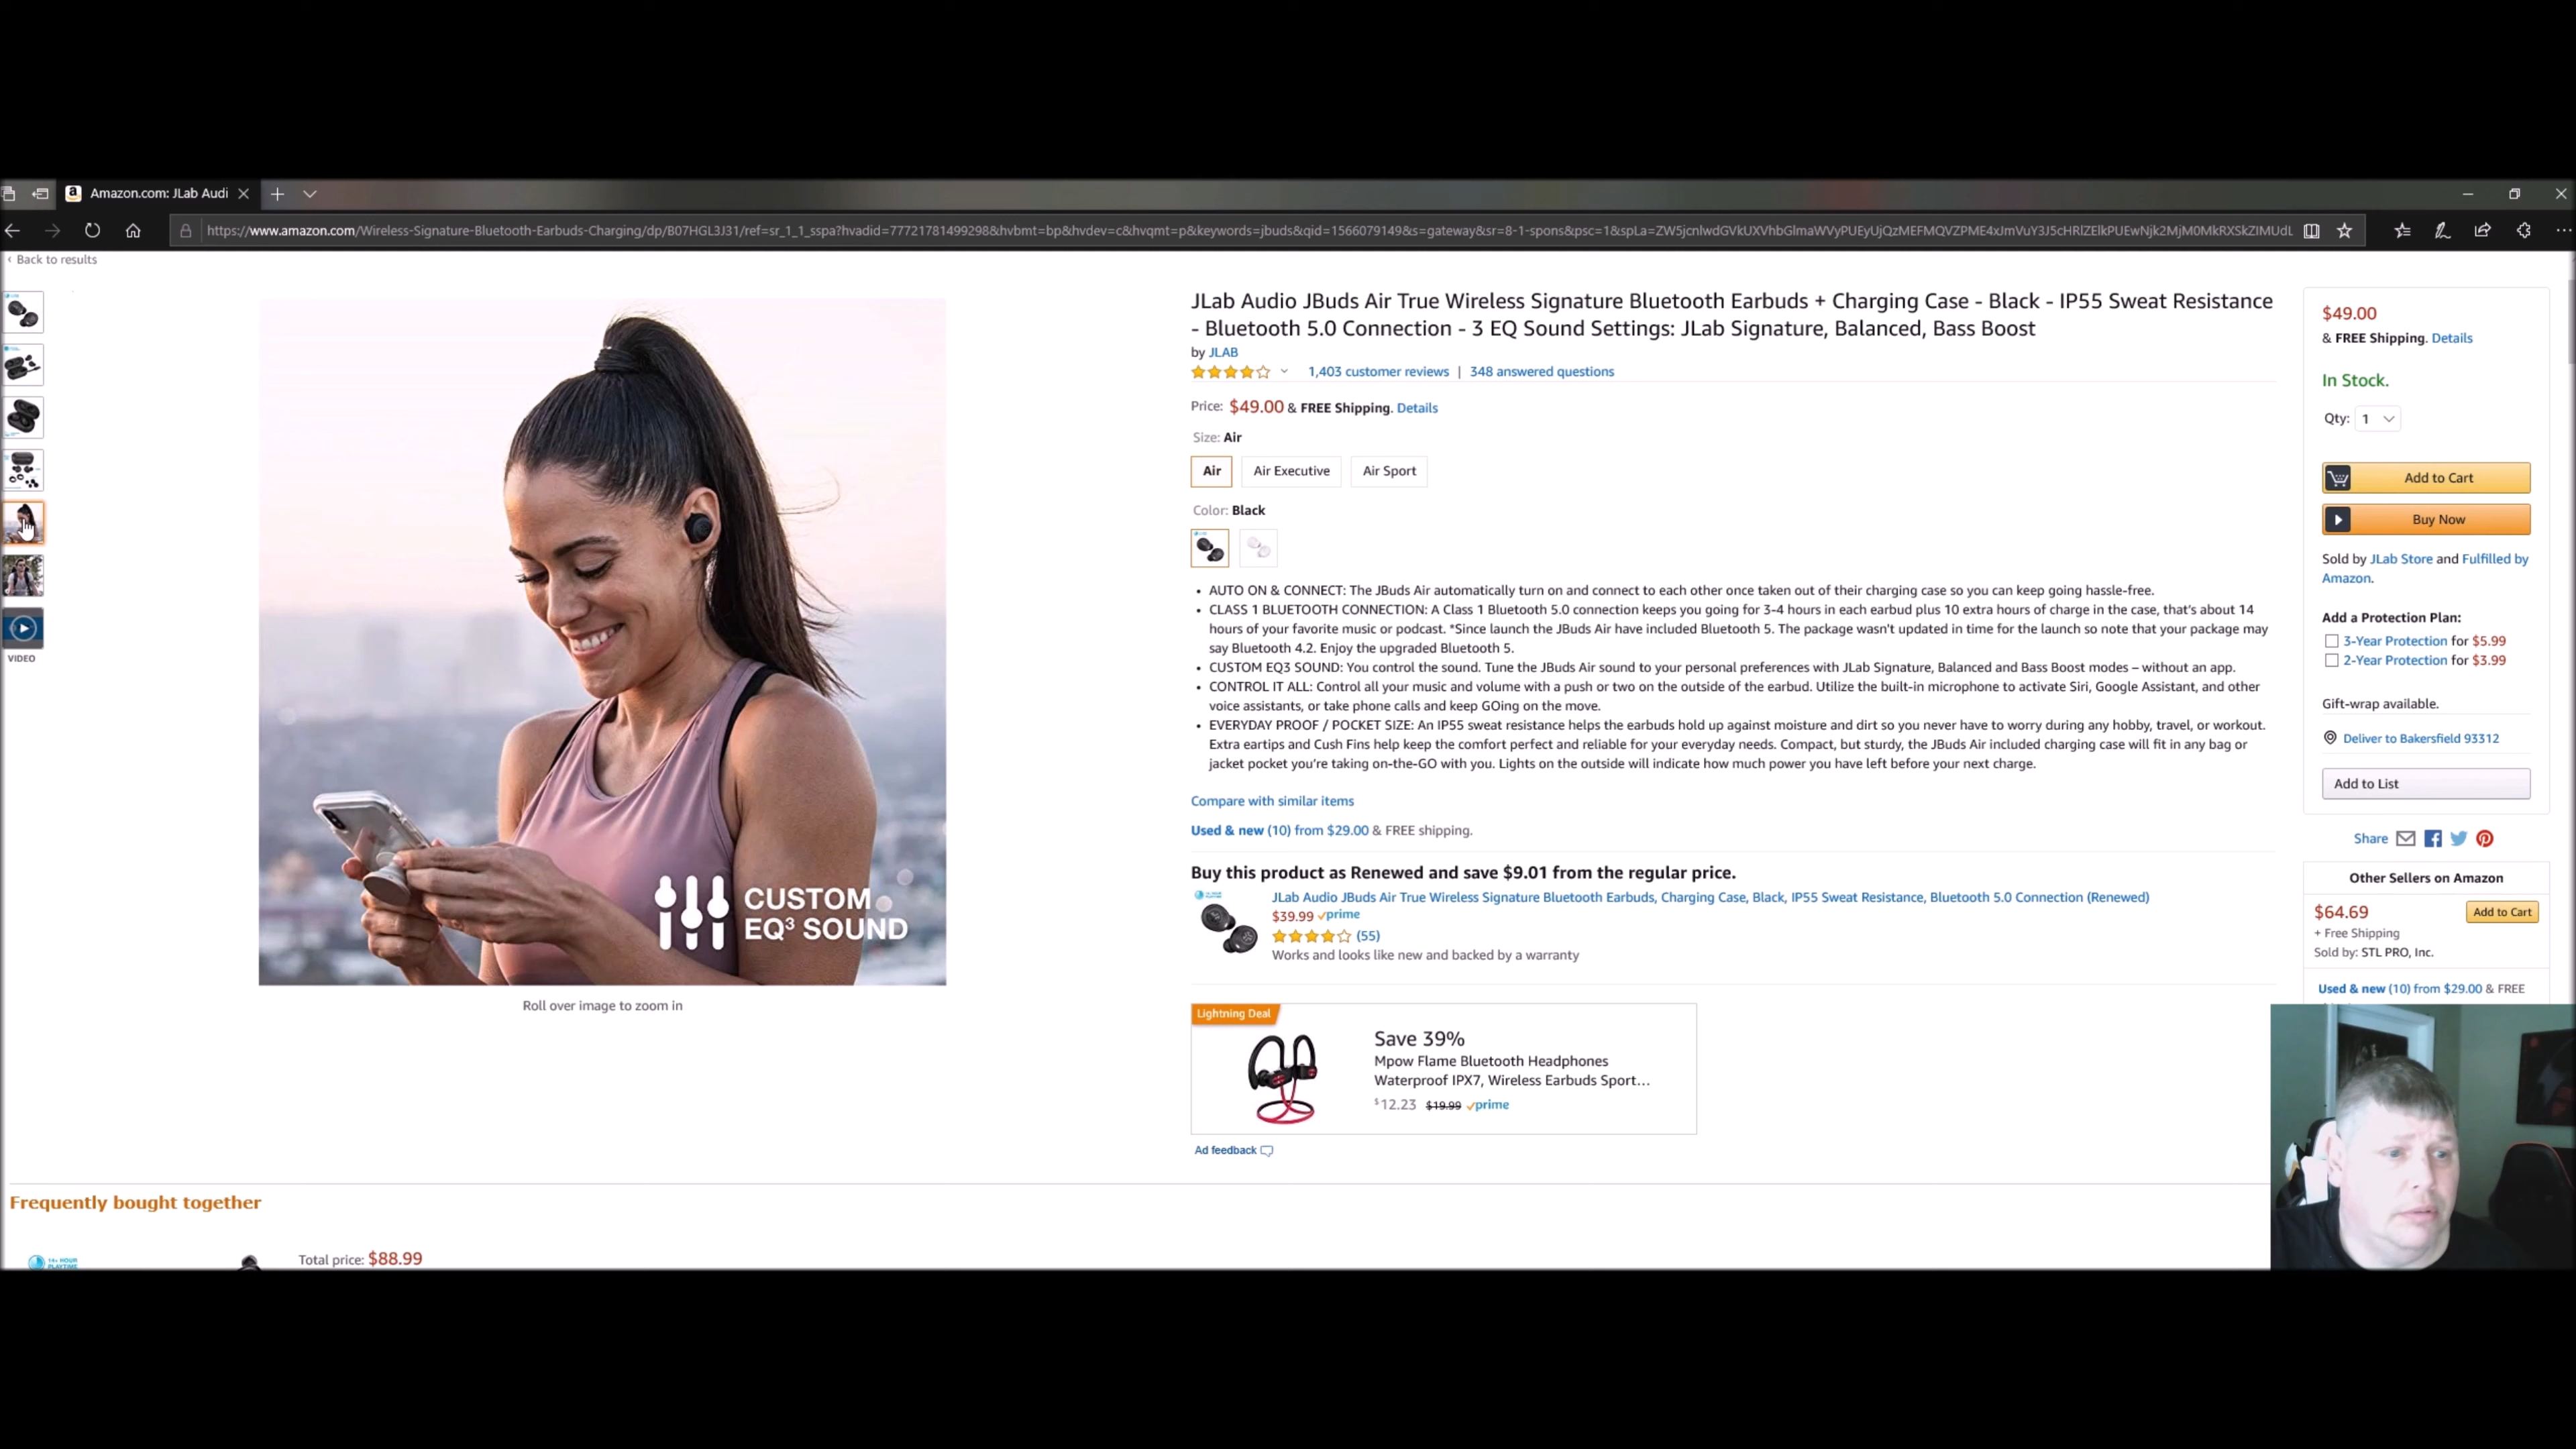 Amazon.com: JLab Audi
https://www.amazon.com/Wireless-Signature-Bluetooth-Earbuds-Charging/dp/B07HGL3J31/ref=sr_1_1_sspa?hvadid=77721781499298&hvbmt=bp&hvdev=c&hvqmt=p&keywords=jbuds&qid=1566079149&s=gateway&sr=8-1-spons&psc=1&spLa=
Back to results
JLab Audio JBuds Air True Wireless Signature Bluetooth Earbuds + Charging Case - Black - IP55 Sweat Resistance
- Bluetooth 5.0 Connection - 3 EQ Sound Settings: JLab Signature, Balanced, Bass Boost
by JLAB
1,403 customer reviews | 348 answered questions
Price: $49.00 & FREE Shipping. Details
Size: Air
Air Air Executive Air Sport
Color: Black
• AUTO ON & CONNECT: The JBuds Air automatically turn on and connect to each other once taken out of their charging case so you can keep going hassle-free.
• CLASS 1 BLUETOOTH CONNECTION: A Class 1 Bluetooth 5.0 connection keeps you going for 3-4 hours in each earbud plus 10 extra hours of charge in the case, that's about 14
hours of your favorite music or podcast. *Since launch the JBuds Air have included Bluetooth 5. The package wasn't updated in time for the launch so note that your package may
say Bluetooth 4.2. Enjoy the upgraded Bluetooth 5.
• CUSTOM EQ3 SOUND: You control the sound. Tune the JBuds Air sound to your personal preferences with JLab Signature, Balanced and Bass Boost modes – without an app.
• CONTROL IT ALL: Control all your music and volume with a push or two on the outside of the earbud. Utilize the built-in microphone to activate Siri, Google Assistant, and other
voice assistants, or take phone calls and keep GOing on the move.
• EVERYDAY PROOF / POCKET SIZE: An IP55 sweat resistance helps the earbuds hold up against moisture and dirt so you never have to worry during any hobby, travel, or workout.
Extra eartips and Cush Fins help keep the comfort perfect and reliable for your everyday needs. Compact, but sturdy, the JBuds Air included charging case will fit in any bag or
jacket pocket you're taking on-the-GO with you. Lights on the outside will indicate how much power you have left before your next charge.
Compare with similar items
Used & new (10) from $29.00 & FREE shipping.
Buy this product as Renewed and save $9.01 from the regular price.
JLab Audio JBuds Air True Wireless Signature Bluetooth Earbuds, Charging Case, Black, IP55 Sweat Resistance, Bluetooth 5.0 Connection (Renewed)
$39.99 prime
(55)
Works and looks like new and backed by a warranty
Lightning Deal
Save 39%
Mpow Flame Bluetooth Headphones
Waterproof IPX7, Wireless Earbuds Sport...
$12.23 $19.99 prime
Ad feedback
VIDEO
CUSTOM
EQ³ SOUND
Roll over image to zoom in
$49.00
& FREE Shipping. Details
In Stock.
Qty: 1
Add to Cart
Buy Now
Sold by JLab Store and Fulfilled by
Amazon.
Add a Protection Plan:
3-Year Protection for $5.99
2-Year Protection for $3.99
Gift-wrap available.
Deliver to Bakersfield 93312
Add to List
Share
Other Sellers on Amazon
$64.69
Add to Cart
+ Free Shipping
Sold by: STL PRO, Inc.
Used & new (10) from $29.00 & FREE
Frequently bought together
Total price: $88.99
14+ HOUR
PLAYTIME